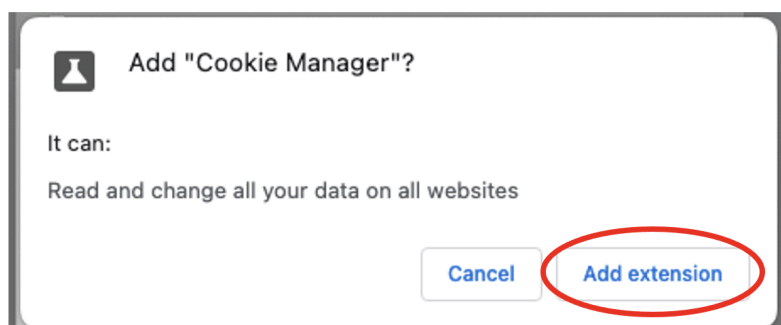 Add "Cookie Manager"?
It can:
Read and change all your data on all websites
Cancel
Add extension